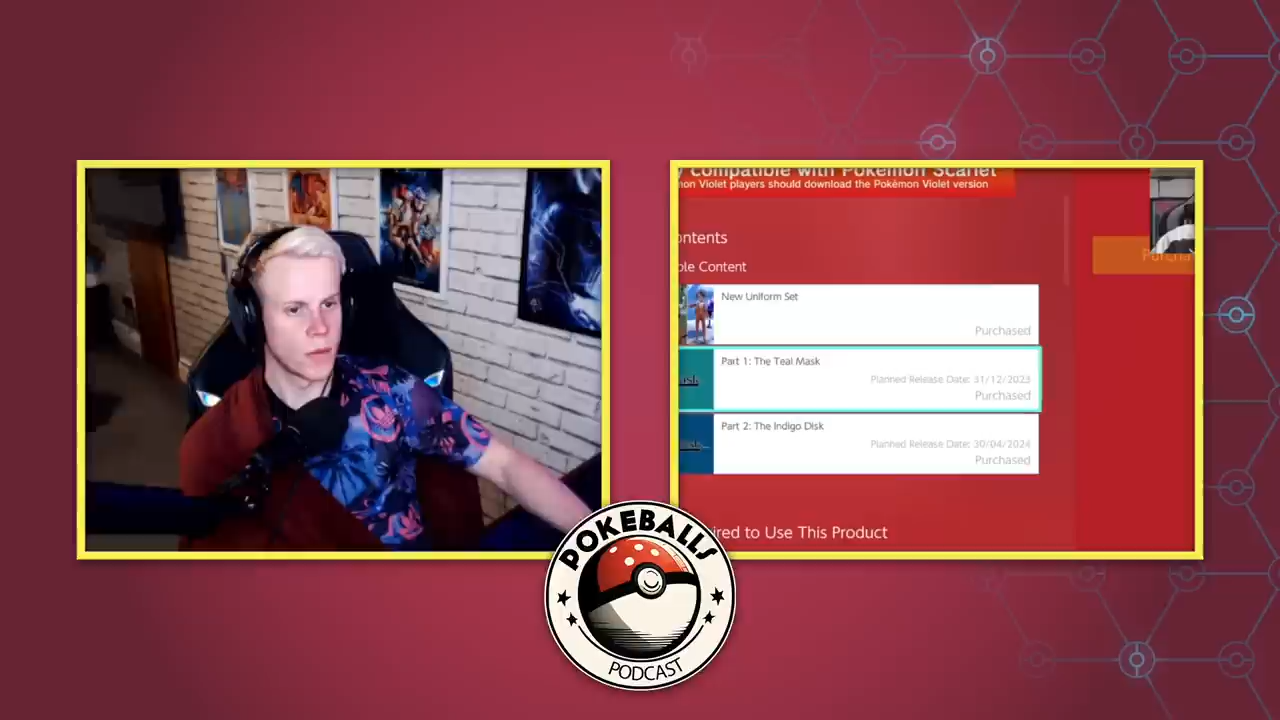 compatible with Pokémon Scarlet
non Violet players should download the Pokémon Violet version
ontents
ble Content
New Uniform Set
Purchased
Part 1: The Teal Mask
Planned Release Date: 31/12/2023
Purchased
Part 2: The Indigo Disk
Planned Release Date: 30/04/2024
Purchased
ired to Use This Product
POKEBALLS
PODCAST